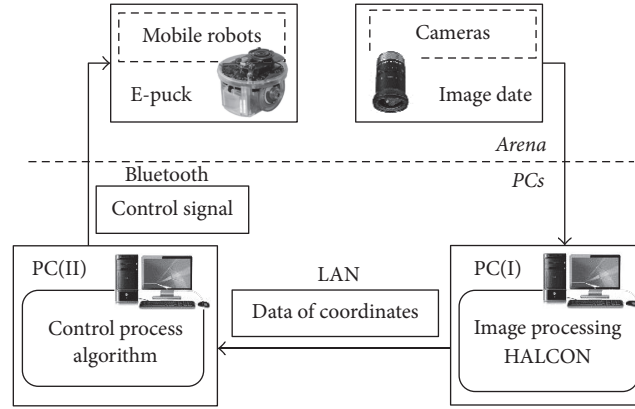 Mobile robots
E-puck
Cameras
Image date
Arena
PCs
Bluetooth
Control signal
PC(II)
Control process
algorithm
LAN
Data of coordinates
PC(I)
Image processing
HALCON